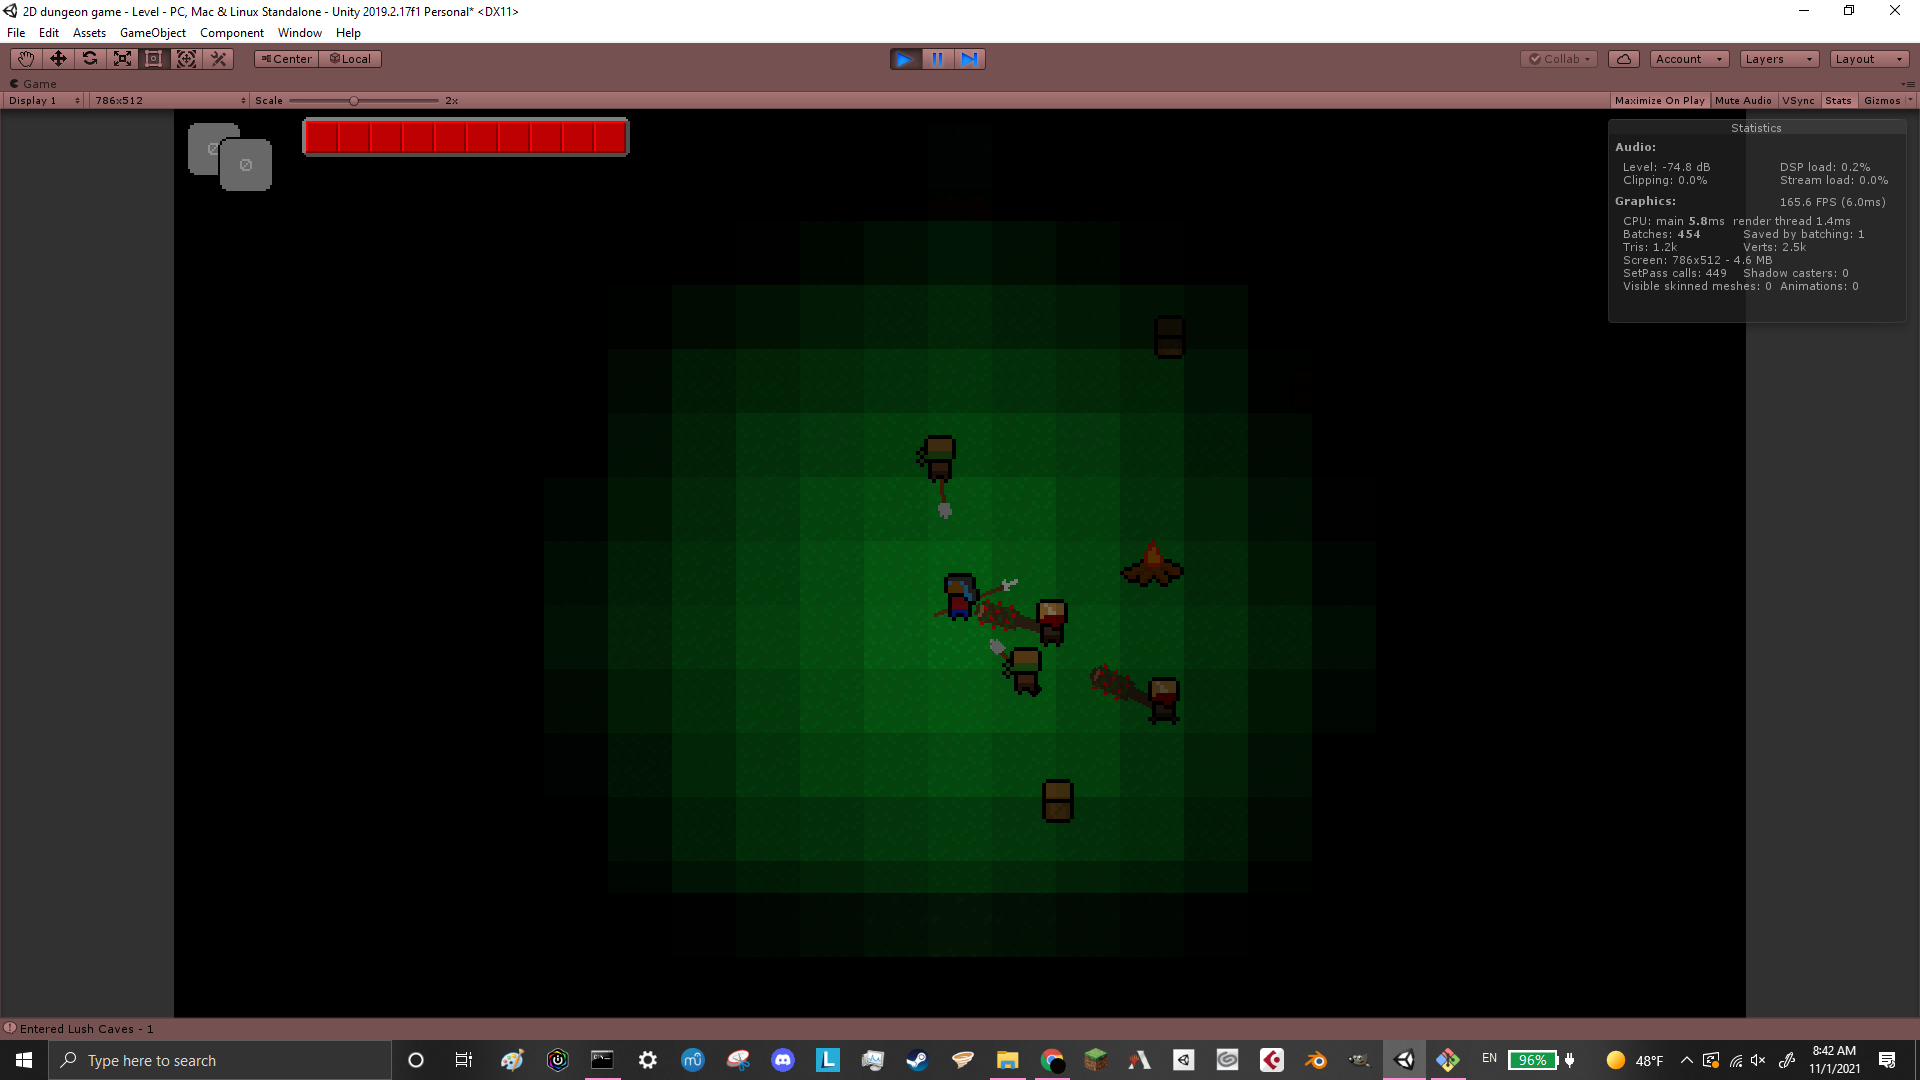 2D dungeon game - Level - PC, Mac & Linux Standalone - Unity 2019.2.17f1 Personal* <DX11>
File Edit Assets GameObject Component Window Help
Center Local Collab Account Layers Layout
Game
Display 1 786x512 Scale 2x Maximize On Play Mute Audio VSync Stats Gizmos
Statistics
Audio:
Level: -74.8 dB DSP load: 0.2%
Clipping: 0.0% Stream load: 0.0%
Graphics: 165.6 FPS (6.0ms)
CPU: main 5.8ms render thread 1.4ms
Batches: 454 Saved by batching: 1
Tris: 1.2k Verts: 2.5k
Screen: 786x512 - 4.6 MB
SetPass calls: 449 Shadow casters: 0
Visible skinned meshes: 0 Animations: 0
Entered Lush Caves - 1
Type here to search
mû
L
EN
96%
48°F
8:42 AM
11/1/2021